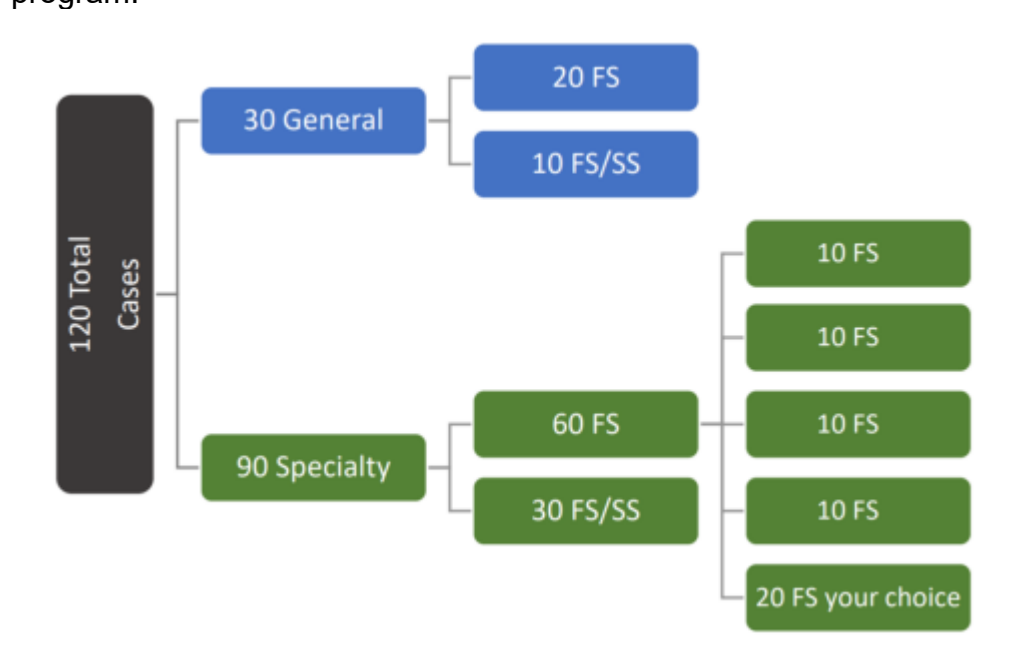 program.
120 Total
Cases
30 General
20 FS
10 FS/SS
90 Specialty
60 FS
30 FS/SS
10 FS
10 FS
10 FS
10 FS
20 FS your choice